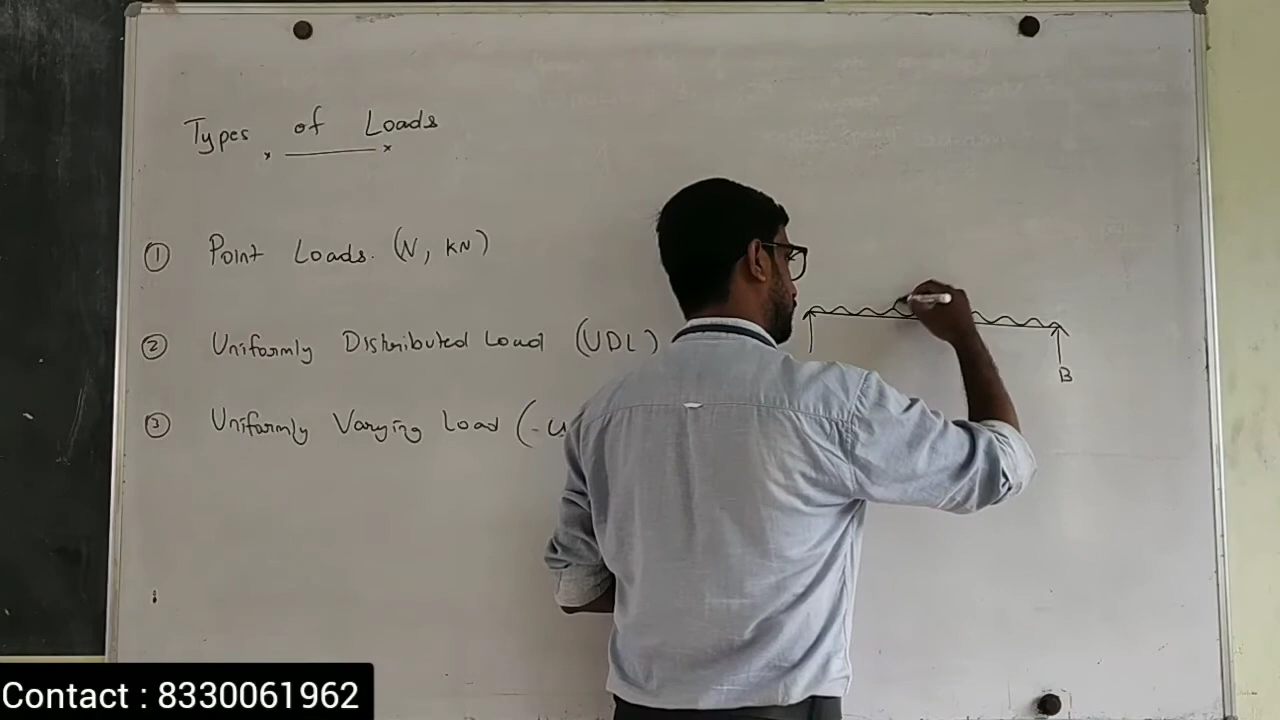 Types of Loads
① Point Loads. (N, kN)
② Uniformly Distributed Load (UDL)
③ Uniformly Varying Load (
B
Contact : 8330061962